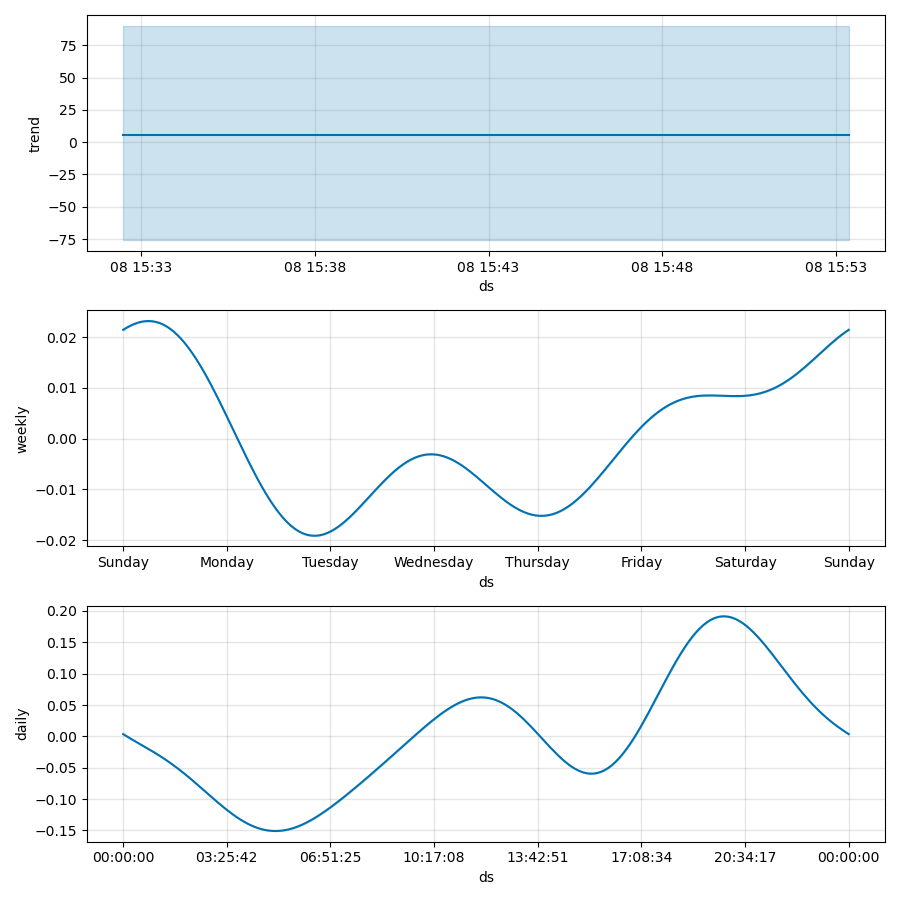 trend
75
50
25
0
−25
−50
−75
08 15:33 08 15:38 08 15:43 08 15:48 08 15:53
ds
weekly
0.02
0.01
0.00
−0.01
−0.02
Sunday Monday Tuesday Wednesday Thursday Friday Saturday Sunday
ds
daily
0.20
0.15
0.10
0.05
0.00
−0.05
−0.10
−0.15
00:00:00 03:25:42 06:51:25 10:17:08 13:42:51 17:08:34 20:34:17 00:00:00
ds